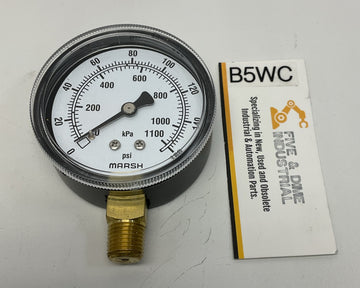 60 80
40 100
600
400 800
120
20 200 1000
kPa
140
0 1100
psi
MARSH
B5WC
FIVE & DIME
INDUSTRIAL
Specializing in New, Used and Obsolete
Industrial & Automation Parts.